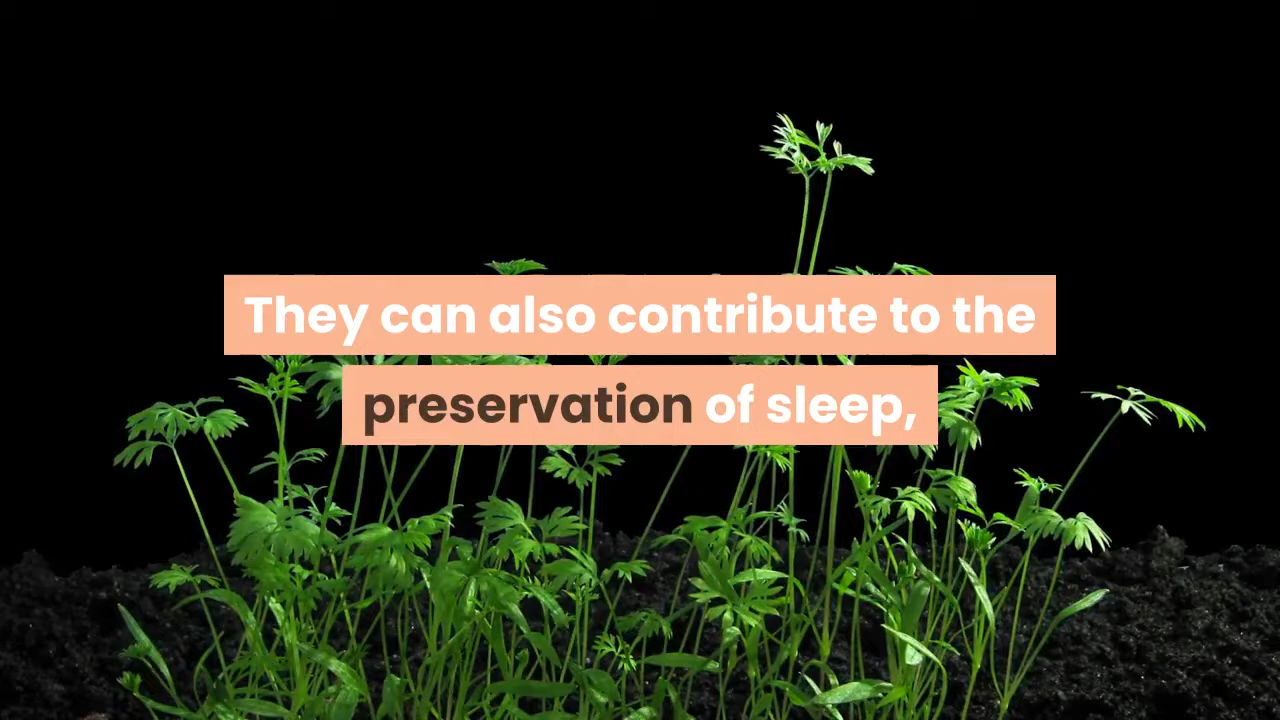 They can also contribute to the
preservation of sleep,